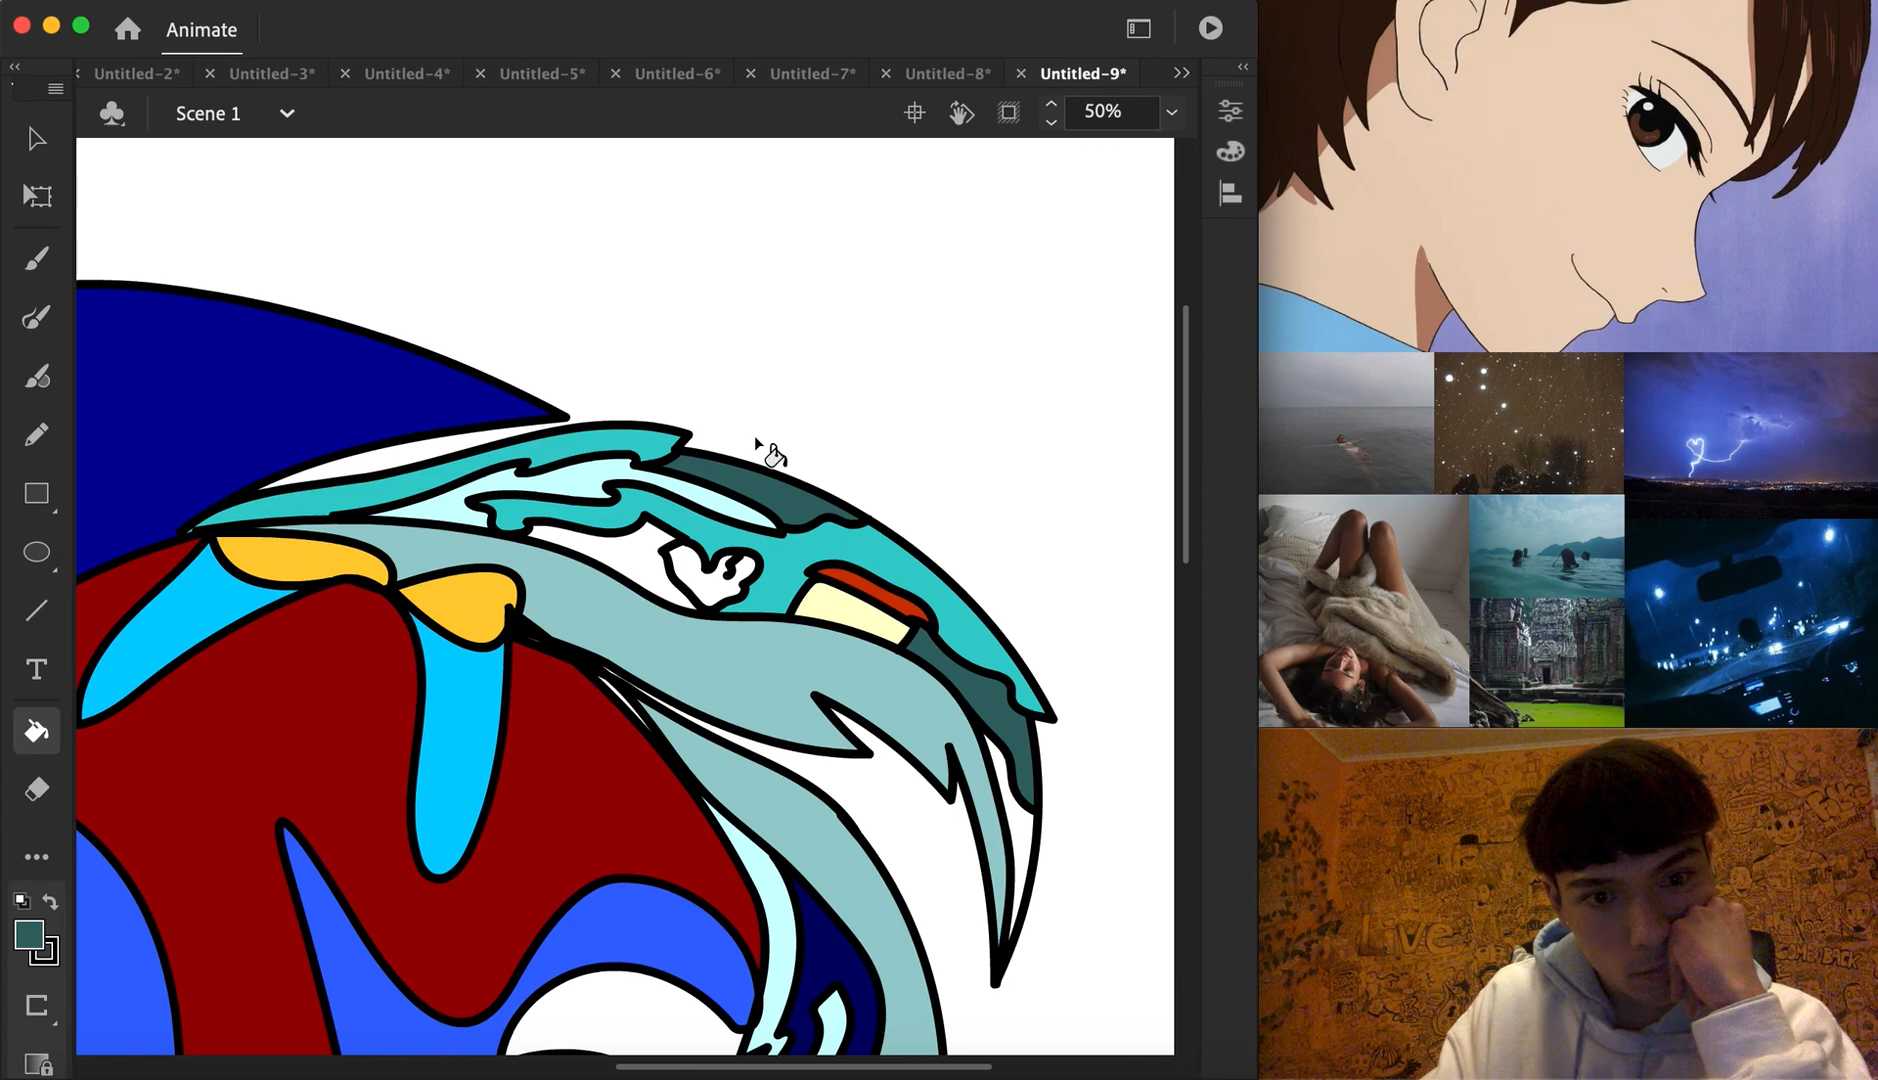 Animate
Untitled-2* × Untitled-3* × Untitled-4* × Untitled-5* × Untitled-6* × Untitled-7* × Untitled-8* × Untitled-9*
Scene 1
50%
Live